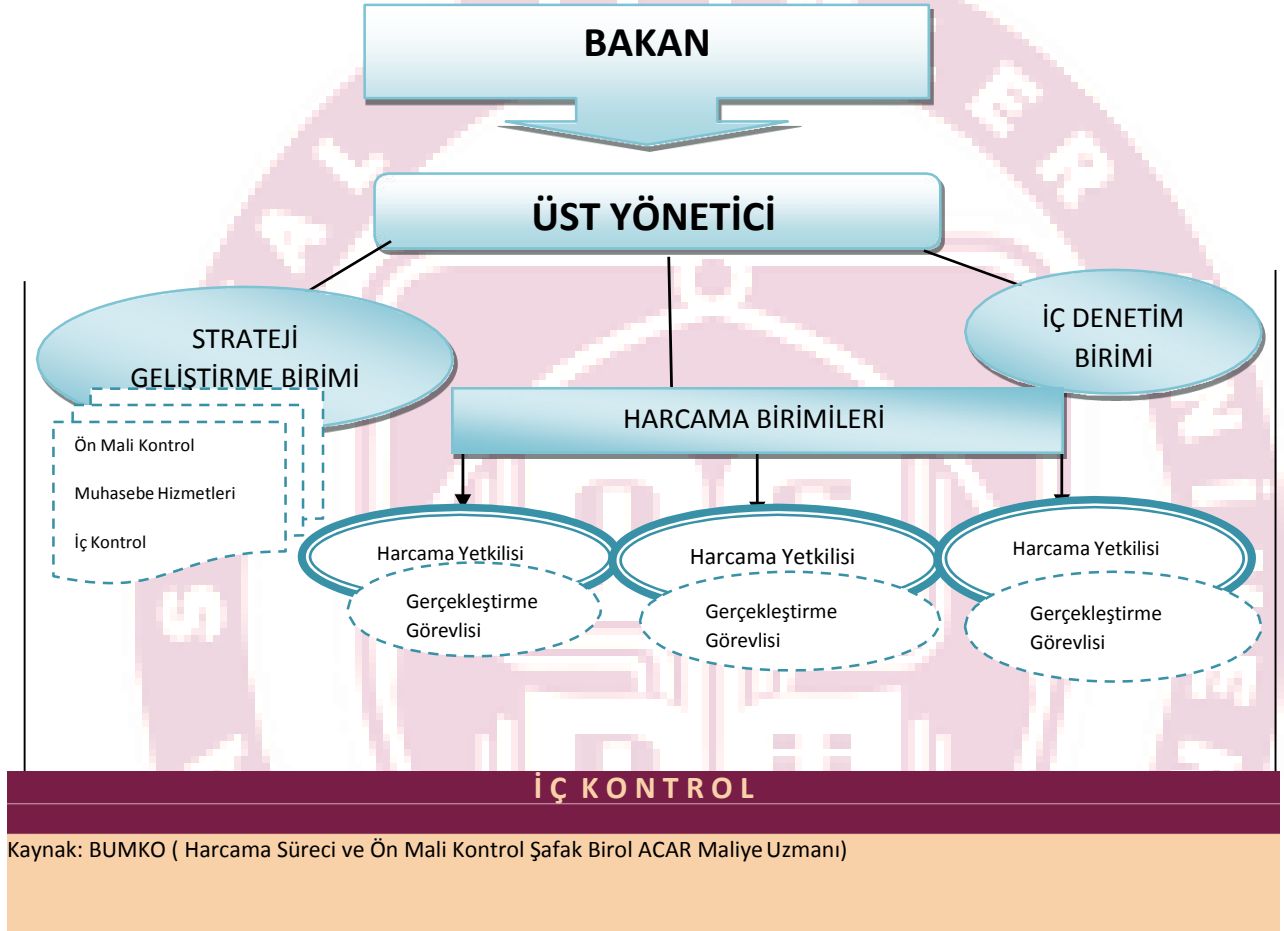 BAKAN
ÜST YÖNETİCİ
STRATEJİ
GELİŞTİRME BİRİMİ
İÇ DENETİM
BİRİMİ
HARCAMA BİRİMİLERİ
Ön Mali Kontrol
Muhasebe Hizmetleri
İç Kontrol
Harcama Yetkilisi
Gerçekleştirme
Görevlisi
Harcama Yetkilisi
Gerçekleştirme
Görevlisi
Harcama Yetkilisi
Gerçekleştirme
Görevlisi
İ Ç K O N T R O L
Kaynak: BUMKO ( Harcama Süreci ve Ön Mali Kontrol Şafak Birol ACAR Maliye Uzmanı)